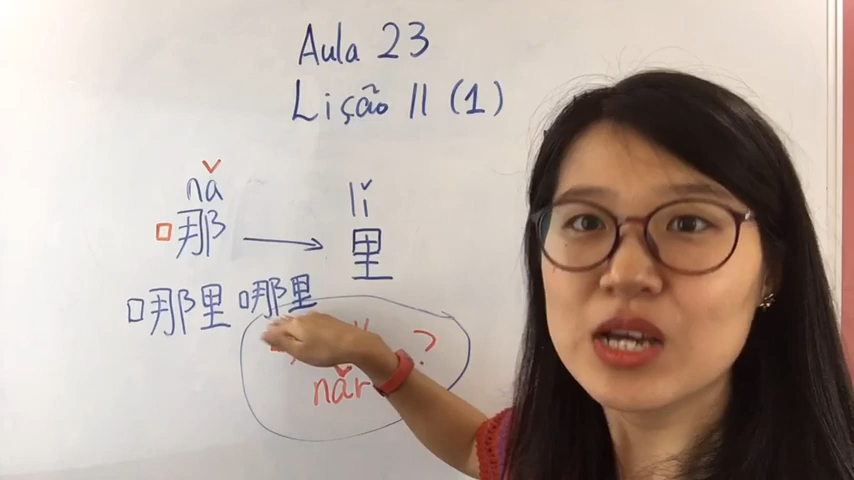 Aula 23
Lição 11 (1)
nǎ lǐ
哪 → 里
哪里 哪里
?
nǎr